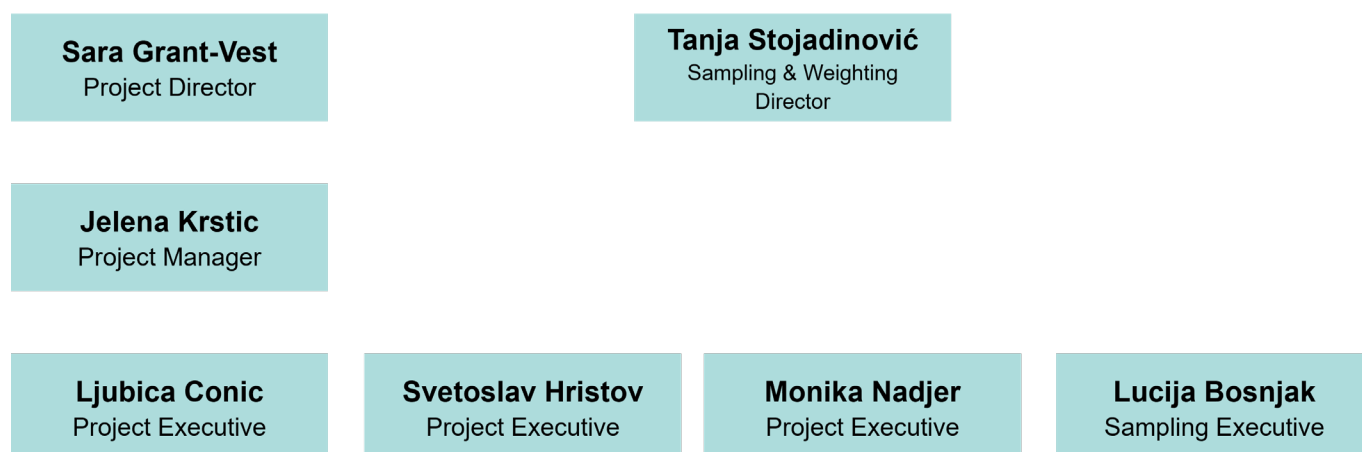 Sara Grant-Vest
Project Director
Tanja Stojadinović
Sampling & Weighting
Director
Jelena Krstic
Project Manager
Ljubica Conic
Project Executive
Svetoslav Hristov
Project Executive
Monika Nadjer
Project Executive
Lucija Bosnjak
Sampling Executive